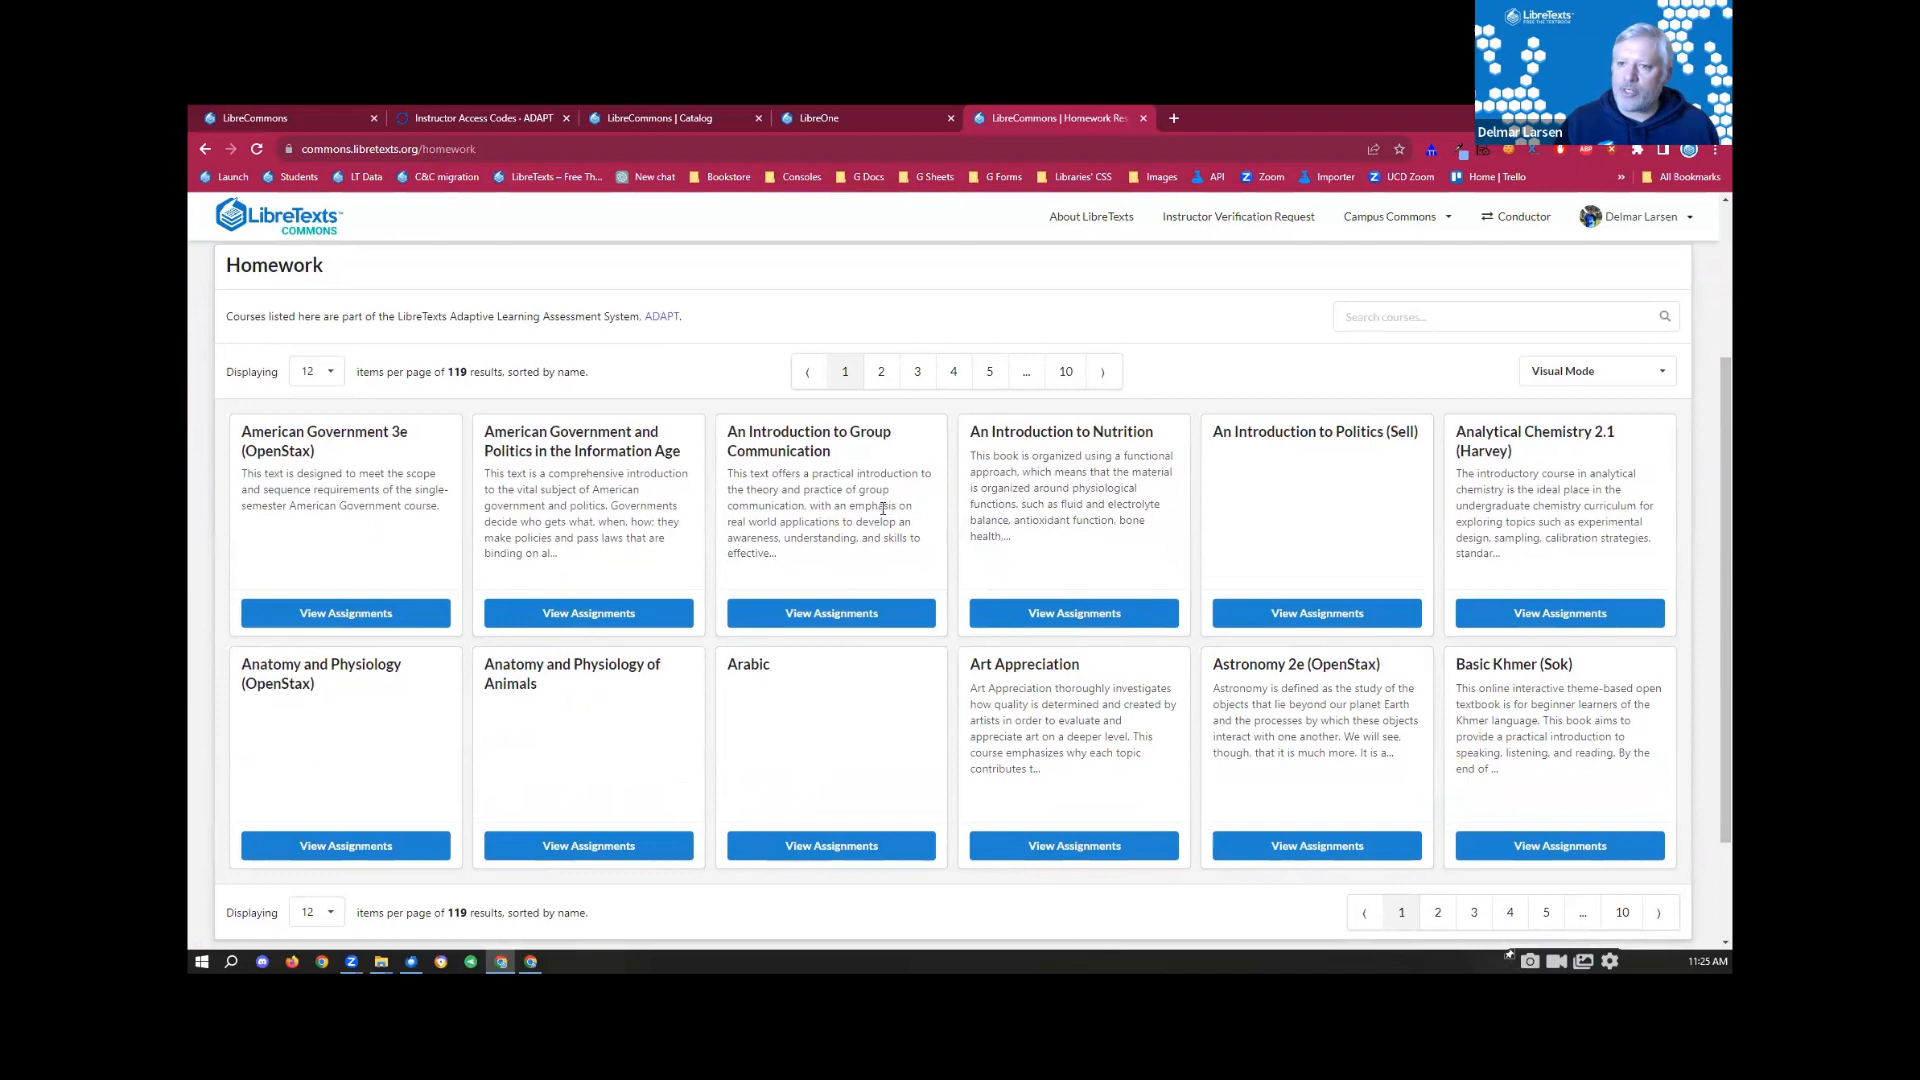 LibreTexts
FREE THE TEXTBOOK
Delmar Larsen
LibreCommons
Instructor Access Codes - ADAPT
LibreCommons | Catalog
LibreOne
LibreCommons | Homework Res
commons.libretexts.org/homework
Launch
Students
LT Data
C&C migration
LibreTexts – Free Th...
New chat
Bookstore
Consoles
G Docs
G Sheets
G Forms
Libraries' CSS
Images
API
Zoom
Importer
UCD Zoom
Home | Trello
»
All Bookmarks
LibreTexts™
COMMONS
About LibreTexts
Instructor Verification Request
Campus Commons
Conductor
Delmar Larsen
Homework
Courses listed here are part of the LibreTexts Adaptive Learning Assessment System, ADAPT.
Search courses...
Displaying 12 items per page of 119 results, sorted by name.
⟨ 1 2 3 4 5 ... 10 ⟩
Visual Mode
American Government 3e
(OpenStax)
This text is designed to meet the scope
and sequence requirements of the single-
semester American Government course.
View Assignments
American Government and
Politics in the Information Age
This text is a comprehensive introduction
to the vital subject of American
government and politics. Governments
decide who gets what, when, how; they
make policies and pass laws that are
binding on al...
View Assignments
An Introduction to Group
Communication
This text offers a practical introduction to
the theory and practice of group
communication, with an emphasis on
real world applications to develop an
awareness, understanding, and skills to
effective...
View Assignments
An Introduction to Nutrition
This book is organized using a functional
approach, which means that the material
is organized around physiological
functions, such as fluid and electrolyte
balance, antioxidant function, bone
health,...
View Assignments
An Introduction to Politics (Sell)
View Assignments
Analytical Chemistry 2.1
(Harvey)
The introductory course in analytical
chemistry is the ideal place in the
undergraduate chemistry curriculum for
exploring topics such as experimental
design, sampling, calibration strategies,
standar...
View Assignments
Anatomy and Physiology
(OpenStax)
View Assignments
Anatomy and Physiology of
Animals
View Assignments
Arabic
View Assignments
Art Appreciation
Art Appreciation thoroughly investigates
how quality is determined and created by
artists in order to evaluate and
appreciate art on a deeper level. This
course emphasizes why each topic
contributes t...
View Assignments
Astronomy 2e (OpenStax)
Astronomy is defined as the study of the
objects that lie beyond our planet Earth
and the processes by which these objects
interact with one another. We will see,
though, that it is much more. It is a...
View Assignments
Basic Khmer (Sok)
This online interactive theme-based open
textbook is for beginner learners of the
Khmer language. This book aims to
provide a practical introduction to
speaking, listening, and reading. By the
end of ...
View Assignments
Displaying 12 items per page of 119 results, sorted by name.
⟨ 1 2 3 4 5 ... 10 ⟩
11:25 AM